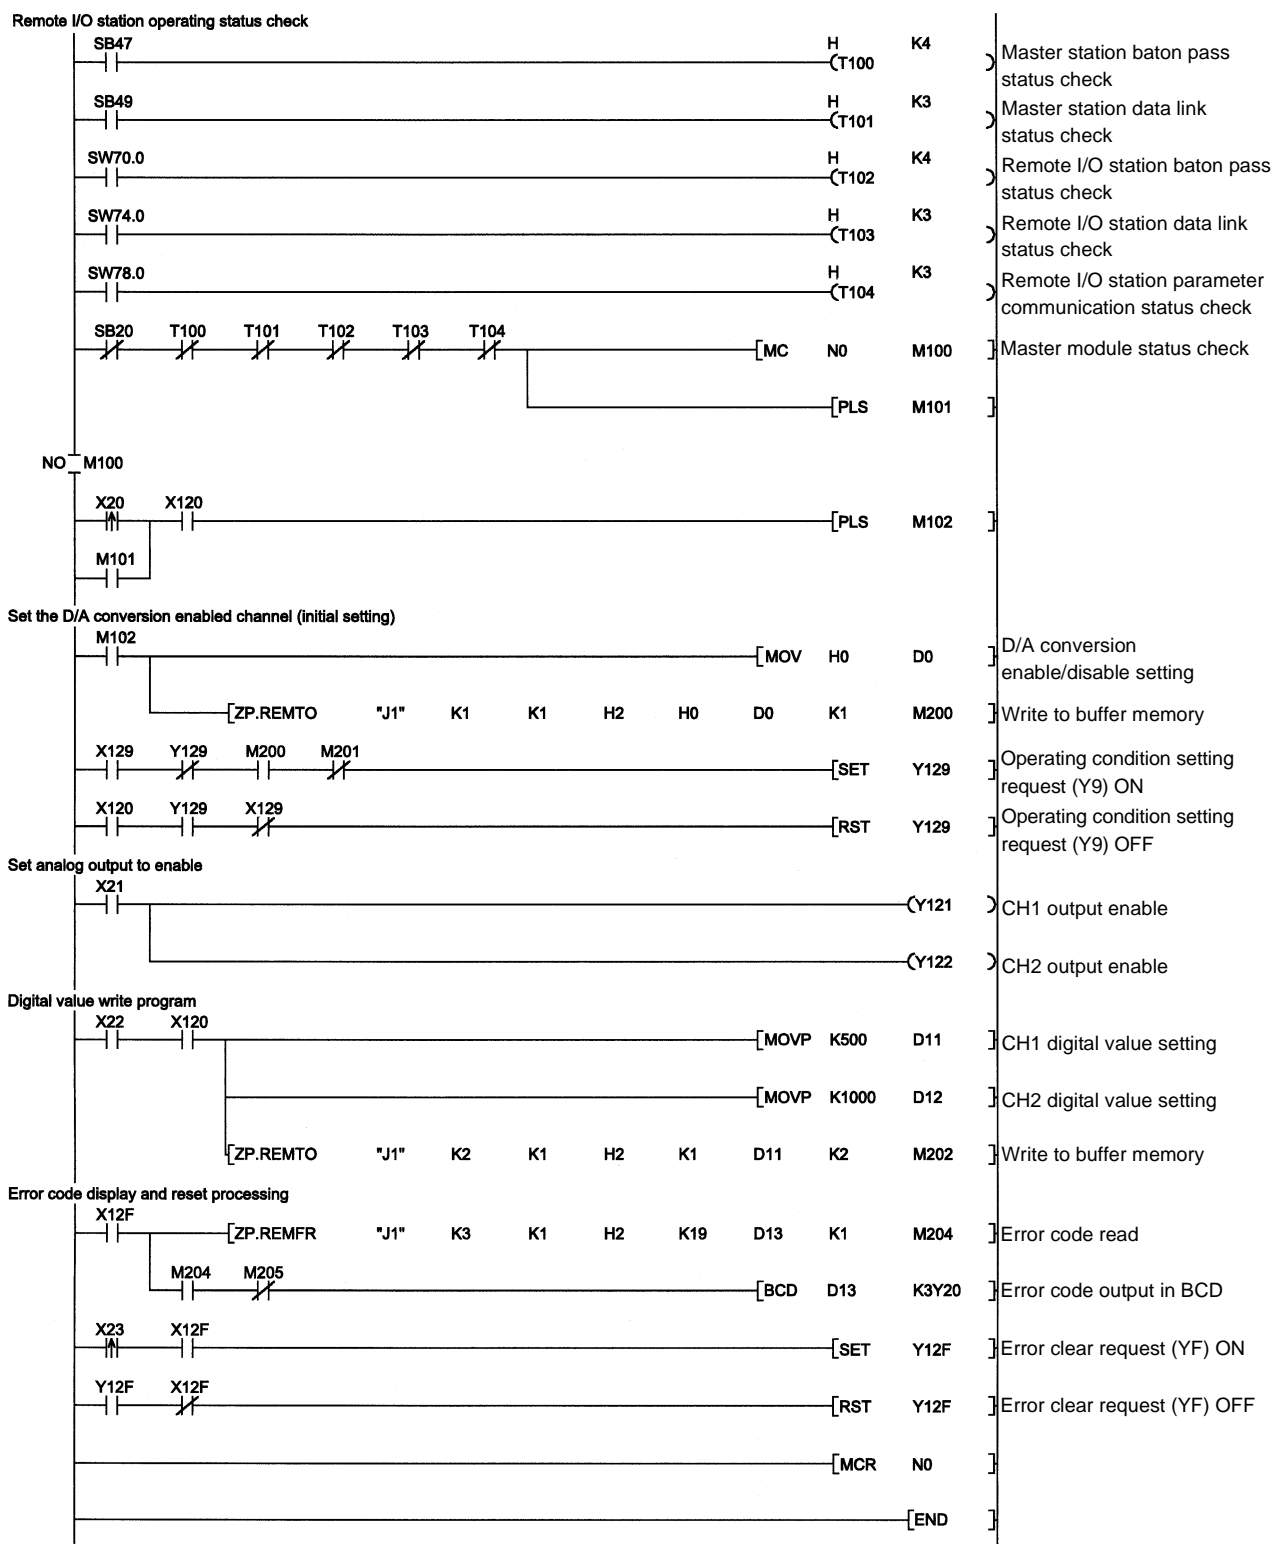 Remote I/O station operating status check
SB47 H K4
(T100 ) Master station baton pass
status check
SB49 H K3
(T101 ) Master station data link
status check
SW70.0 H K4
(T102 ) Remote I/O station baton pass
status check
SW74.0 H K3
(T103 ) Remote I/O station data link
status check
SW78.0 H K3
(T104 ) Remote I/O station parameter
communication status check
SB20 T100 T101 T102 T103 T104
[MC N0 M100 ] Master module status check
[PLS M101 ]
NO M100
X20 X120
[PLS M102 ]
M101
Set the D/A conversion enabled channel (initial setting)
M102
[MOV H0 D0 ] D/A conversion
enable/disable setting
[ZP.REMTO "J1" K1 K1 H2 H0 D0 K1 M200 ] Write to buffer memory
X129 Y129 M200 M201
[SET Y129 ] Operating condition setting
request (Y9) ON
X120 Y129 X129
[RST Y129 ] Operating condition setting
request (Y9) OFF
Set analog output to enable
X21
(Y121 ) CH1 output enable
(Y122 ) CH2 output enable
Digital value write program
X22 X120
[MOVP K500 D11 ] CH1 digital value setting
[MOVP K1000 D12 ] CH2 digital value setting
[ZP.REMTO "J1" K2 K1 H2 K1 D11 K2 M202 ] Write to buffer memory
Error code display and reset processing
X12F
[ZP.REMFR "J1" K3 K1 H2 K19 D13 K1 M204 ] Error code read
M204 M205
[BCD D13 K3Y20 ] Error code output in BCD
X23 X12F
[SET Y12F ] Error clear request (YF) ON
Y12F X12F
[RST Y12F ] Error clear request (YF) OFF
[MCR N0 ]
[END ]